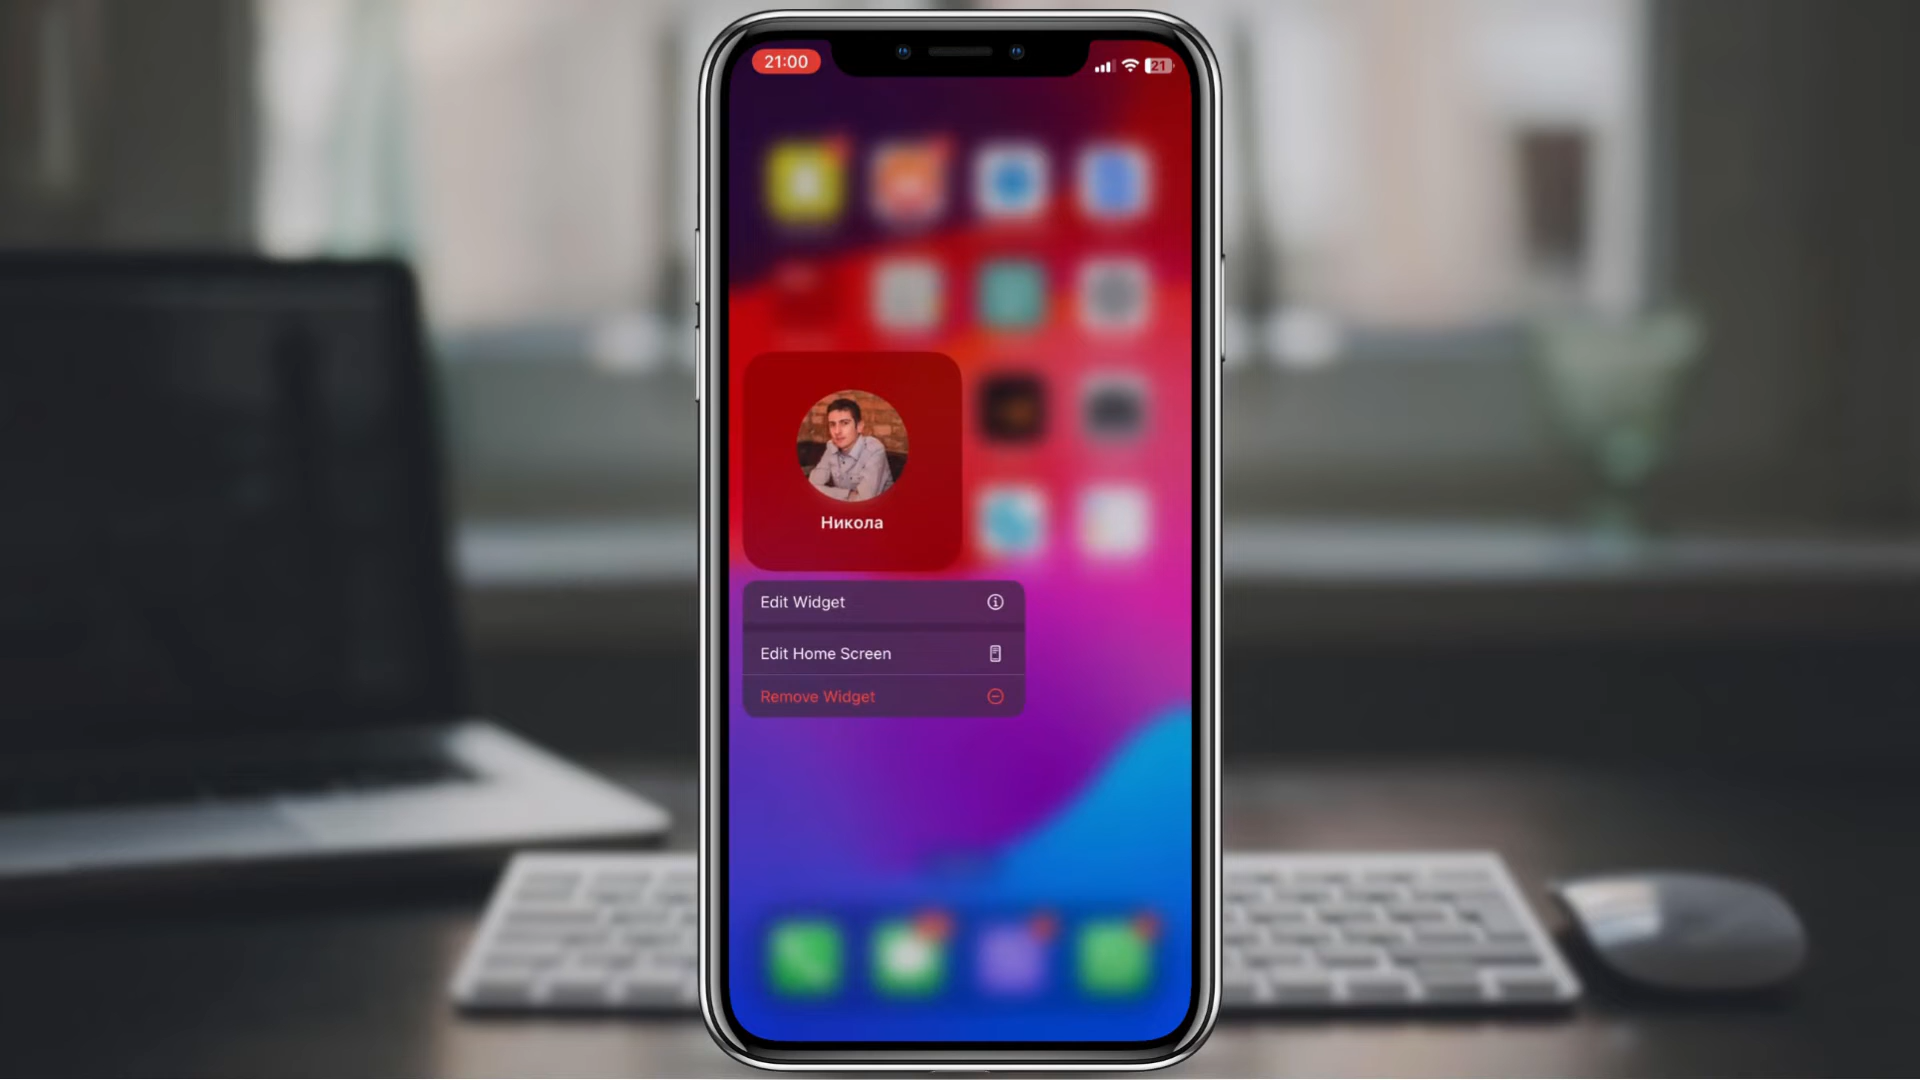 21:00
21
Никола
Edit Widget
Edit Home Screen
Remove Widget